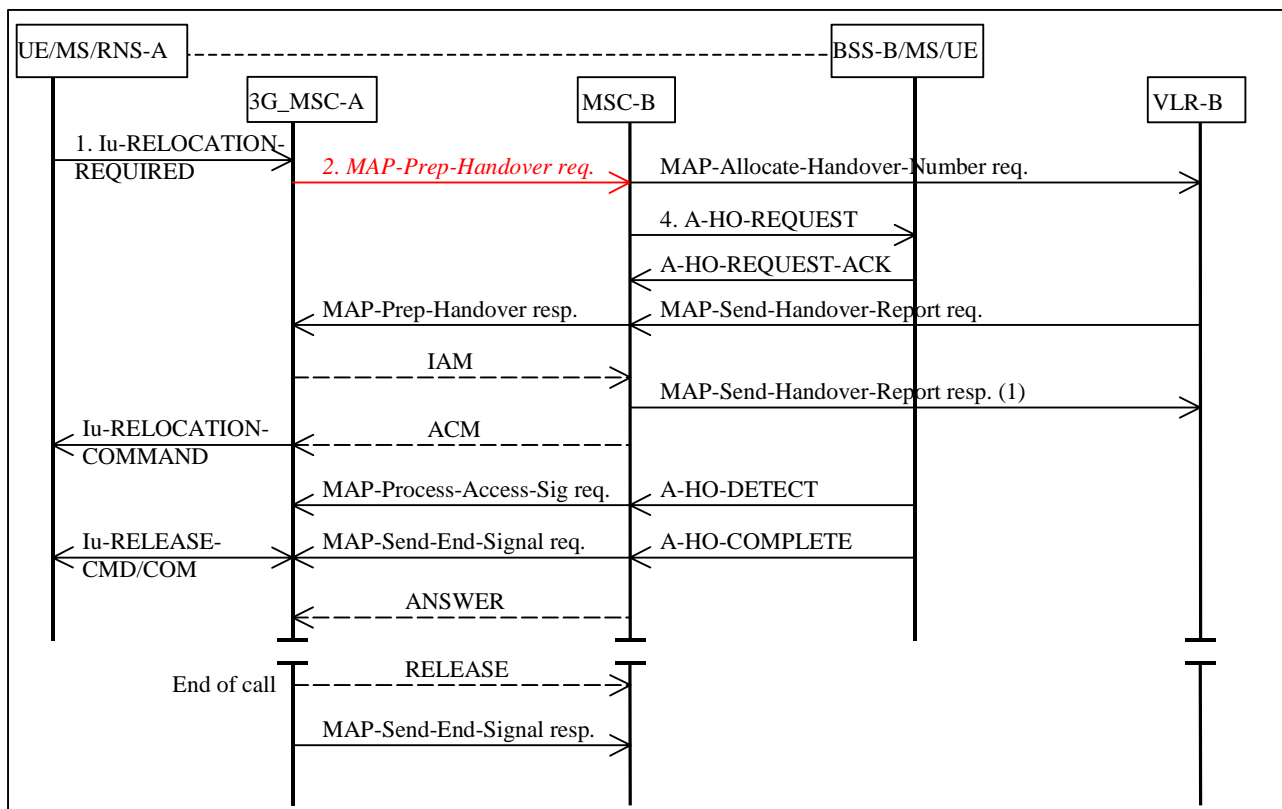 UE/MS/RNS-A
BSS-B/MS/UE
3G_MSC-A
MSC-B
VLR-B
1. Iu-RELOCATION-
REQUIRED
2. MAP-Prep-Handover req.
MAP-Allocate-Handover-Number req.
4. A-HO-REQUEST
A-HO-REQUEST-ACK
MAP-Prep-Handover resp.
MAP-Send-Handover-Report req.
IAM
MAP-Send-Handover-Report resp. (1)
Iu-RELOCATION-
COMMAND
ACM
MAP-Process-Access-Sig req.
A-HO-DETECT
Iu-RELEASE-
CMD/COM
MAP-Send-End-Signal req.
A-HO-COMPLETE
ANSWER
RELEASE
End of call
MAP-Send-End-Signal resp.